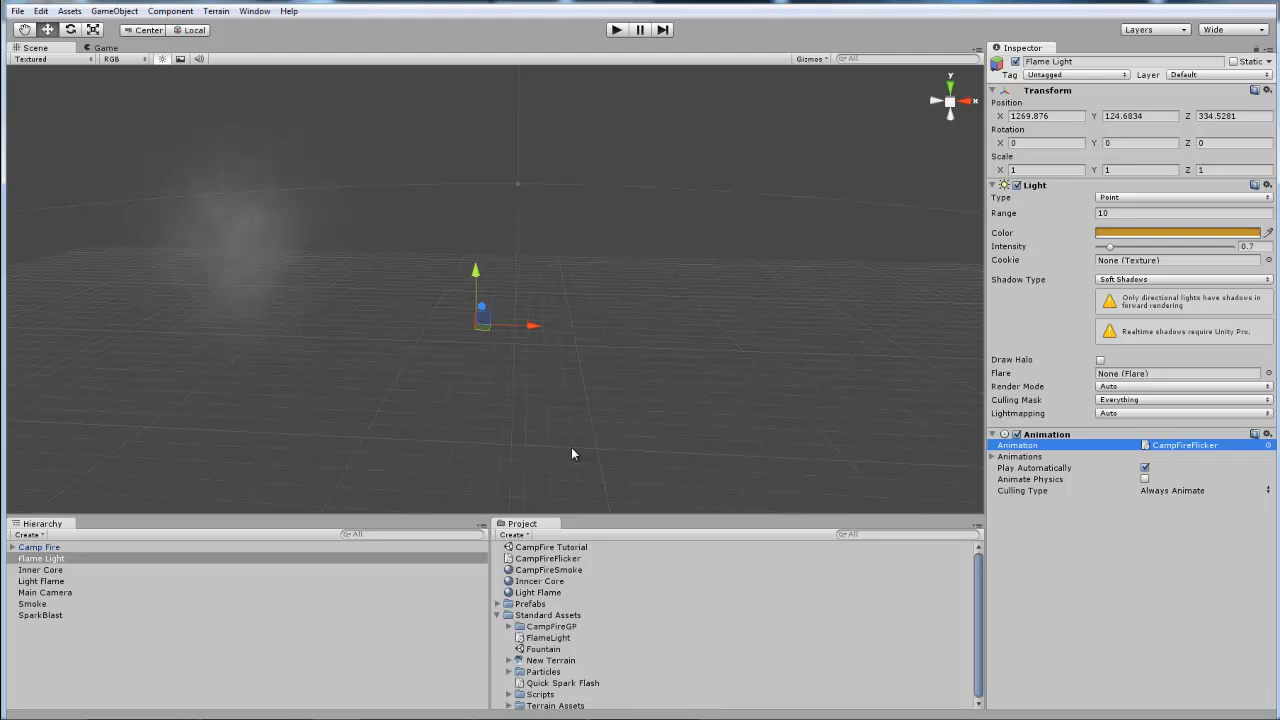 File Edit Assets GameObject Component Terrain Window Help
Center Local Layers Wide
Scene Game
Textured RGB Gizmos All
y
x
Inspector
Flame Light Static
Tag Untagged Layer Default
Transform
Position
X 1269.876 Y 124.6834 Z 334.5281
Rotation
X 0 Y 0 Z 0
Scale
X 1 Y 1 Z 1
Light
Type Point
Range 10
Color
Intensity 0.7
Cookie None (Texture)
Shadow Type Soft Shadows
Only directional lights have shadows in
forward rendering
Realtime shadows require Unity Pro.
Draw Halo
Flare None (Flare)
Render Mode Auto
Culling Mask Everything
Lightmapping Auto
Animation
Animation CampFireFlicker
Animations
Play Automatically
Animate Physics
Culling Type Always Animate
Hierarchy
Create All
Camp Fire
Flame Light
Inner Core
Light Flame
Main Camera
Smoke
SparkBlast
Project
Create All
CampFire Tutorial
CampFireFlicker
CampFireSmoke
Inncer Core
Light Flame
Prefabs
Standard Assets
CampFireGP
FlameLight
Fountain
New Terrain
Particles
Quick Spark Flash
Scripts
Terrain Assets